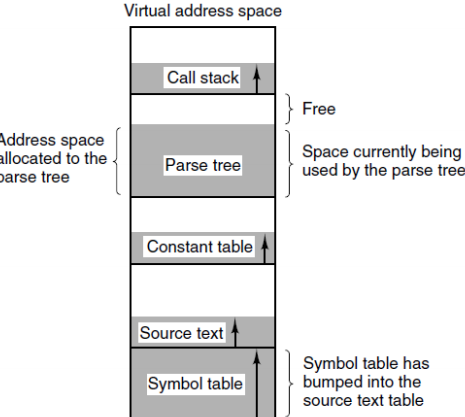 Virtual address space
Call stack
Free
Address space
allocated to the
parse tree
Parse tree
Space currently being
used by the parse tree
Constant table
Source text
Symbol table
Symbol table has
bumped into the
source text table